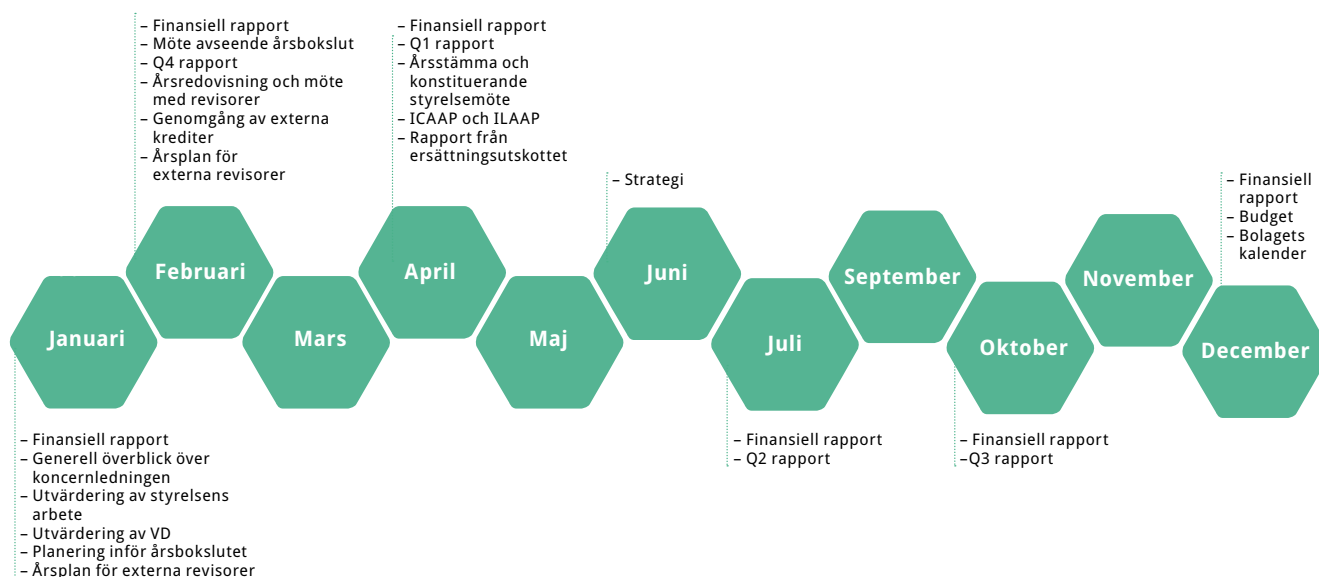 – Finansiell rapport
– Möte avseende årsbokslut
– Q4 rapport
– Årsredovisning och möte
med revisorer
– Genomgång av externa
krediter
– Årsplan för
externa revisorer
– Finansiell rapport
– Q1 rapport
– Årsstämma och
konstituerande
styrelsemöte
– ICAAP och ILAAP
– Rapport från
ersättningsutskottet
– Strategi
– Finansiell
rapport
– Budget
– Bolagets
kalender
Januari
Februari
Mars
April
Maj
Juni
Juli
September
Oktober
November
December
– Finansiell rapport
– Generell överblick över
koncernledningen
– Utvärdering av styrelsens
arbete
– Utvärdering av VD
– Planering inför årsbokslutet
– Årsplan för externa revisorer
– Finansiell rapport
– Q2 rapport
– Finansiell rapport
–Q3 rapport